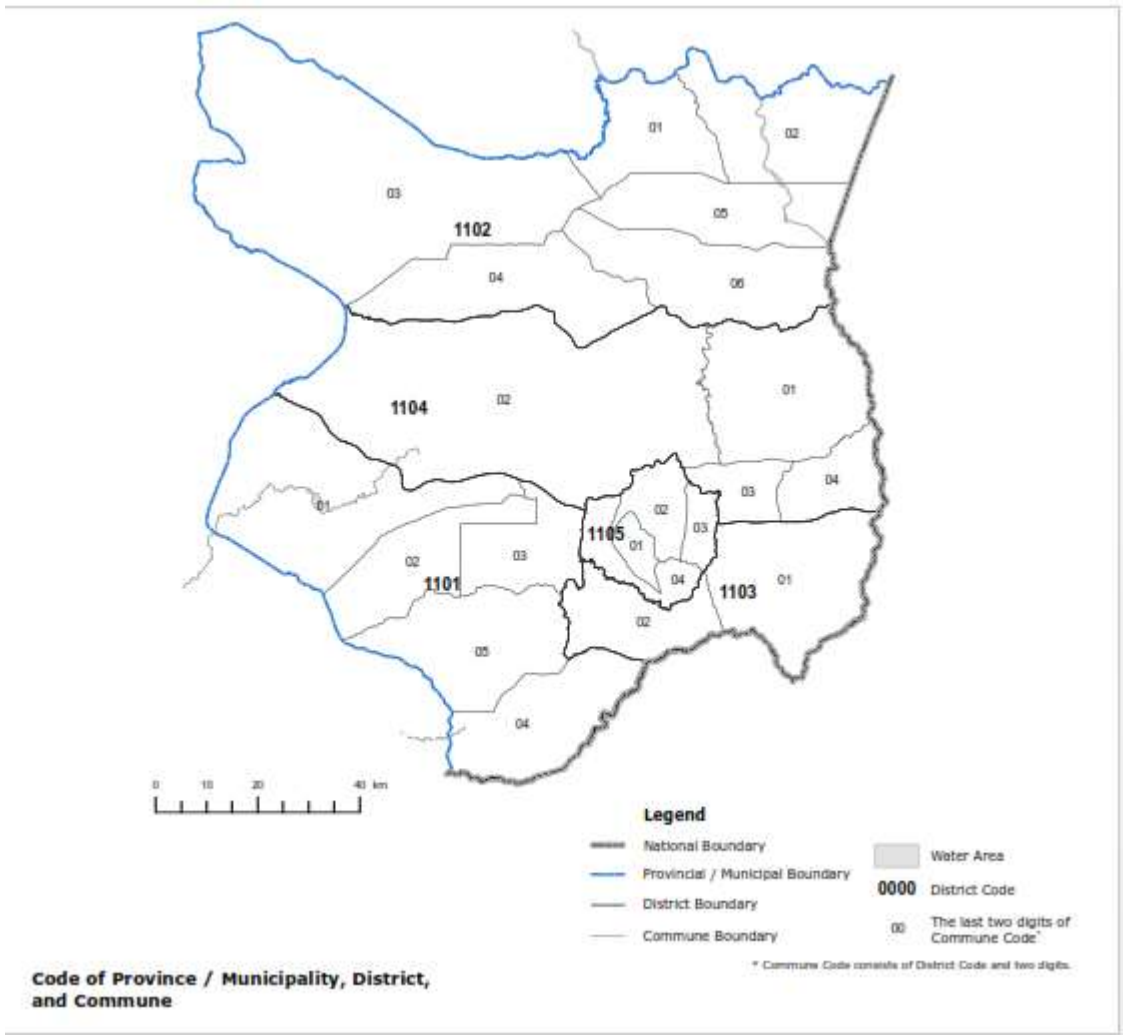 01
02
03
05
1102
04
06
01
1104
02
03
04
01
02
1105
03
01
02
03
04
1101
1103
01
02
05
04
0 10 20 40 km
Legend
National Boundary
Provincial / Municipal Boundary
District Boundary
Commune Boundary
Water Area
0000 District Code
00 The last two digits of
Commune Code*
* Commune Code consists of District Code and two digits.
Code of Province / Municipality, District,
and Commune